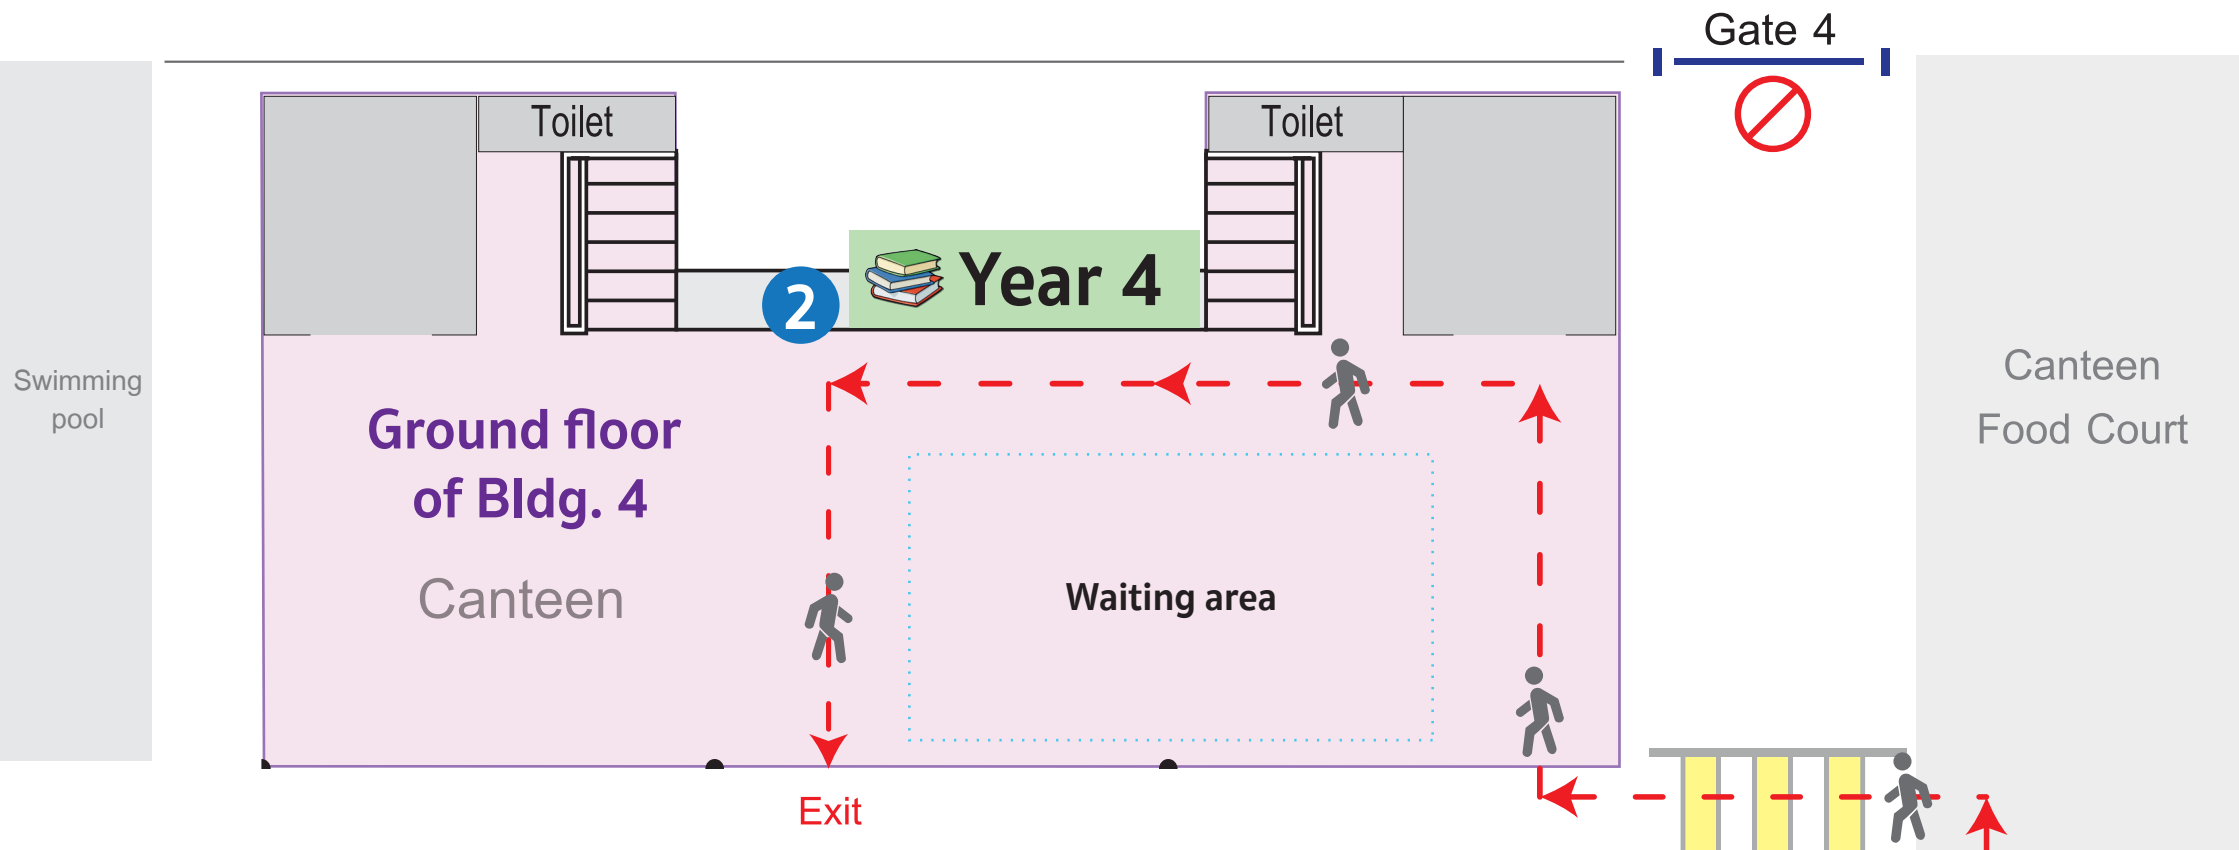 Gate 4
Toilet
Toilet
2
Year 4
Swimming
pool
Ground floor
of Bldg. 4
Canteen
Waiting area
Canteen
Food Court
Exit